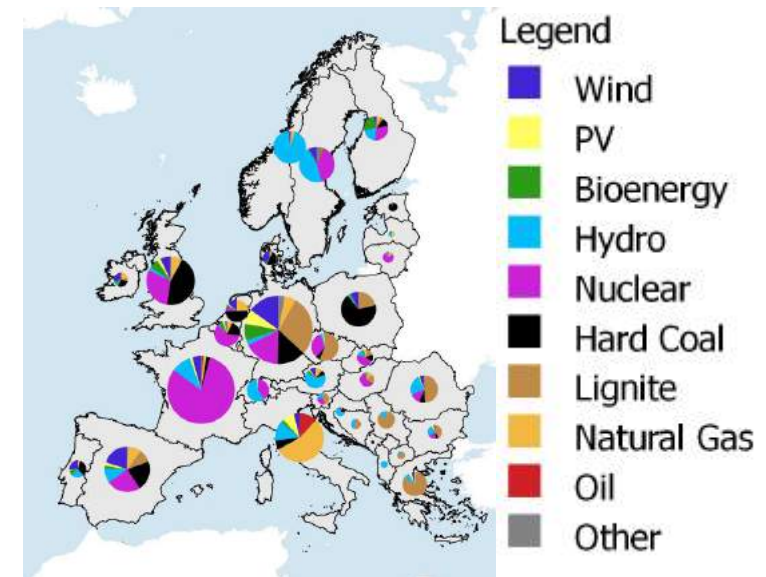 Legend
Wind
PV
Bioenergy
Hydro
Nuclear
Hard Coal
Lignite
Natural Gas
Oil
Other